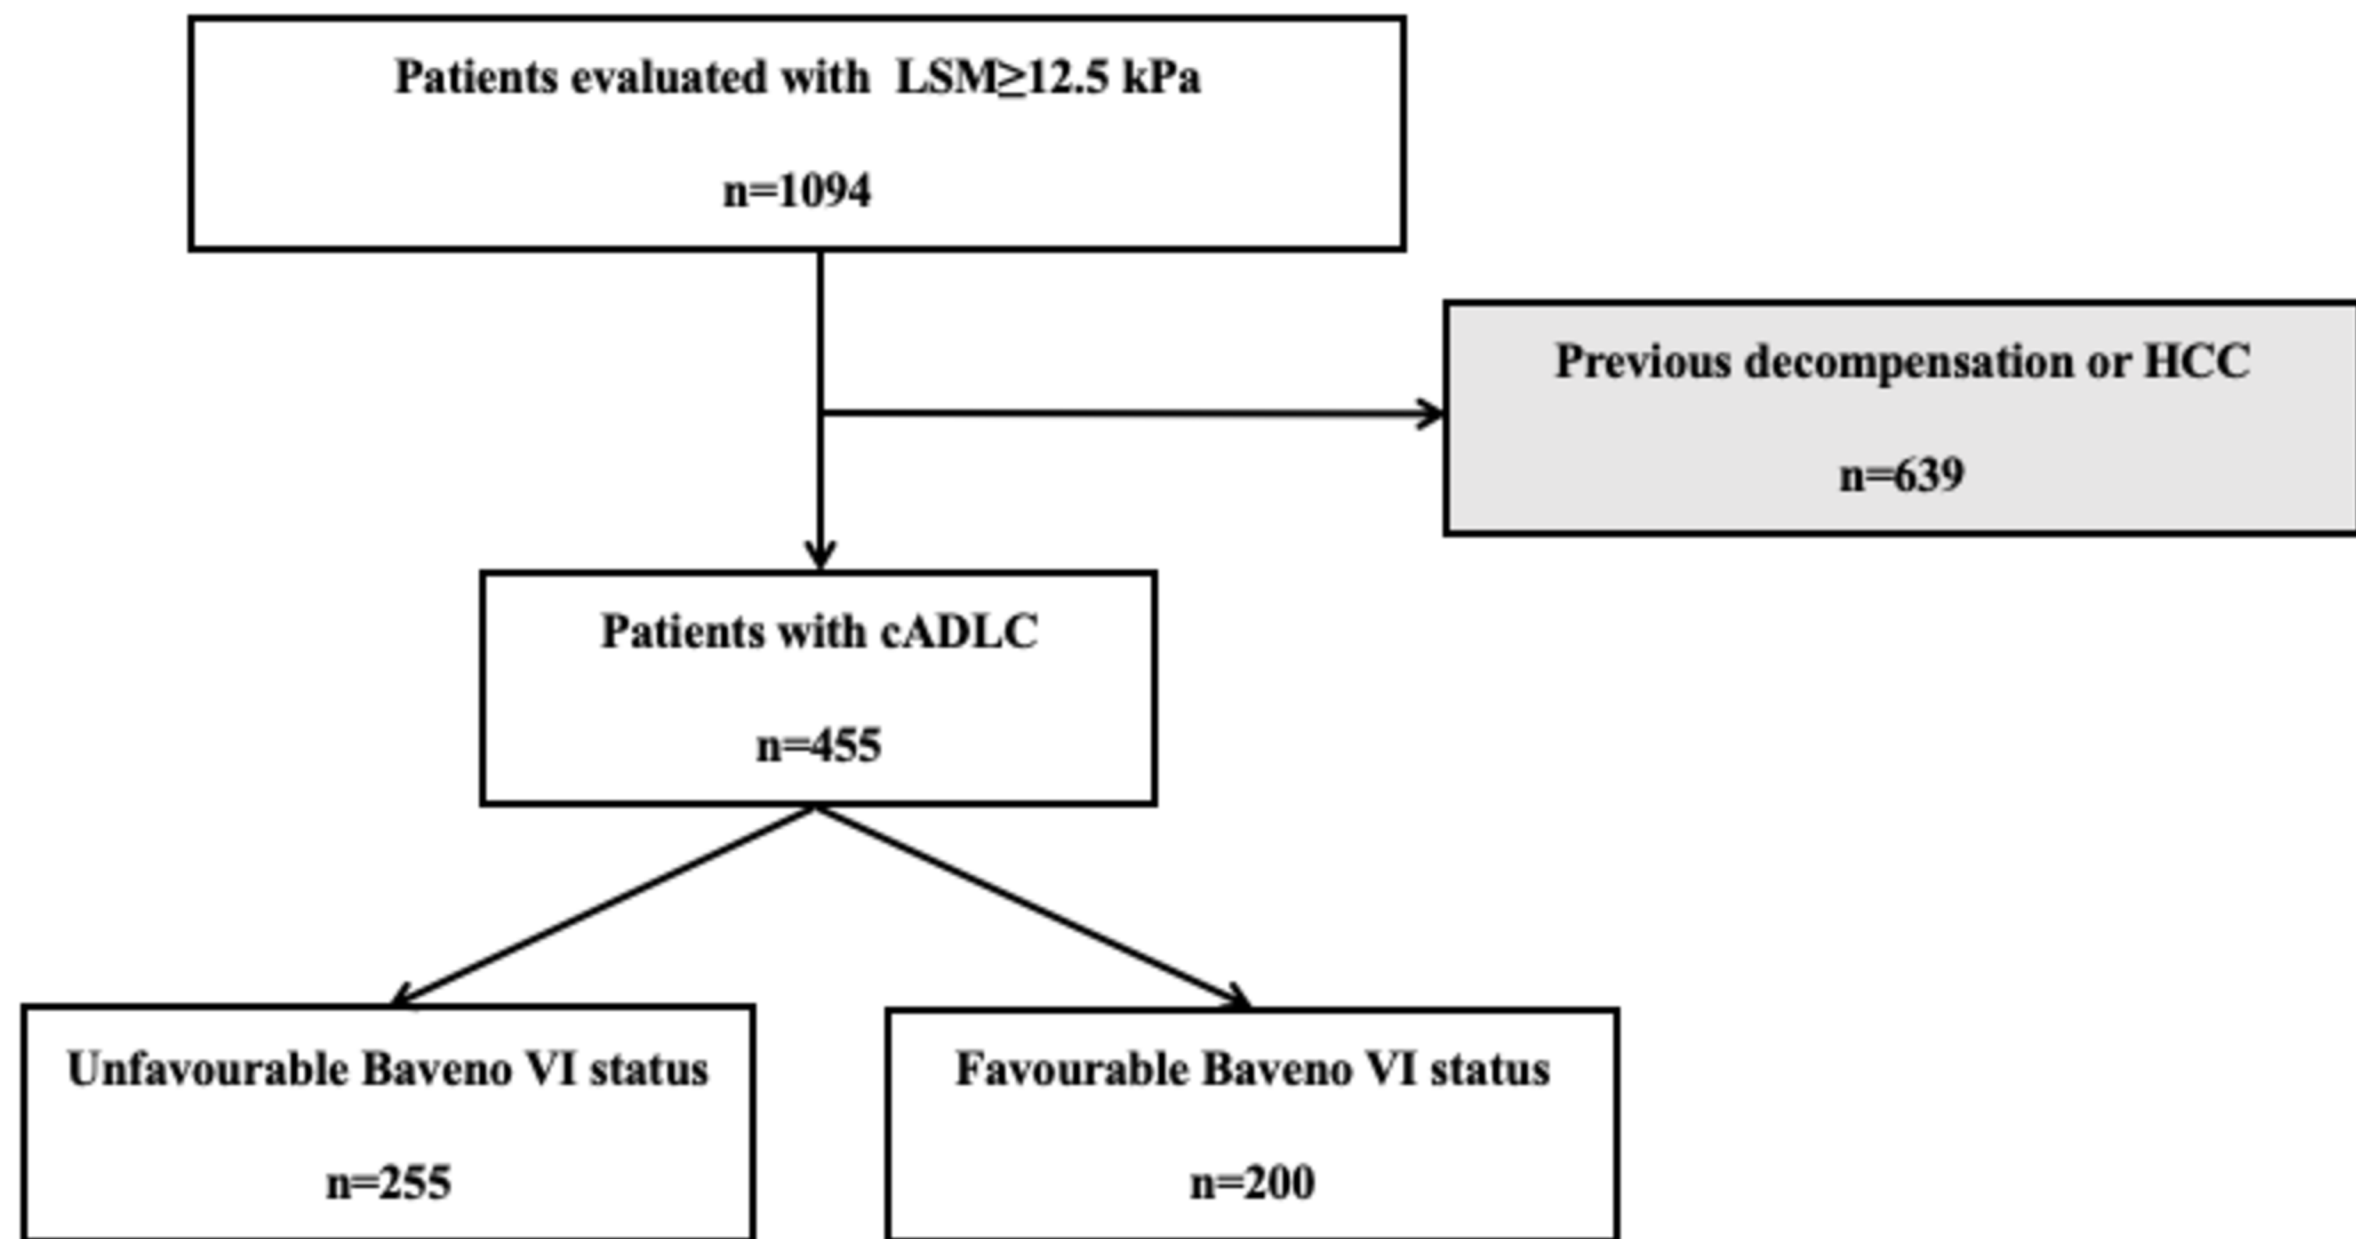 Patients evaluated with LSM≥12.5 kPa
n=1094
Previous decompensation or HCC
n=639
Patients with cADLC
n=455
Unfavourable Baveno VI status
n=255
Favourable Baveno VI status
n=200